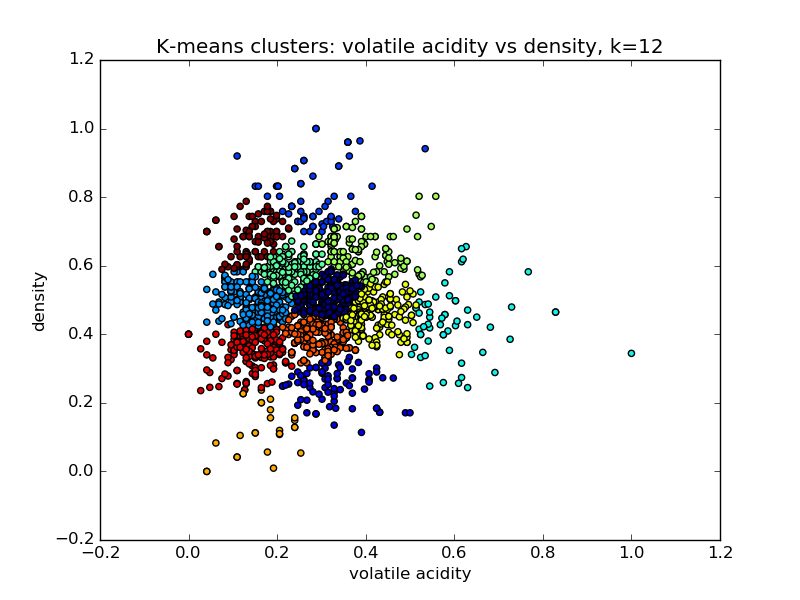 K-means clusters: volatile acidity vs density, k=12
1.2
1.0
0.8
0.6
0.4
0.2
0.0
−0.2
density
−0.2 0.0 0.2 0.4 0.6 0.8 1.0 1.2
volatile acidity